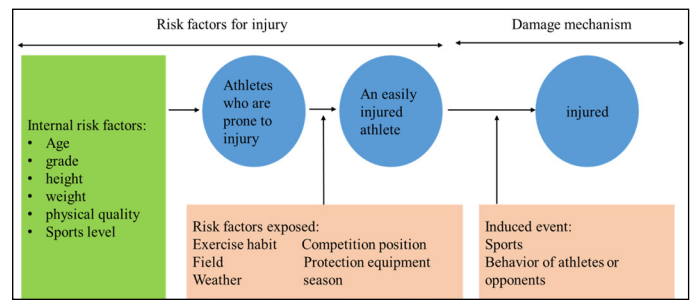 Risk factors for injury
Damage mechanism
Internal risk factors:
• Age
• grade
• height
• weight
• physical quality
• Sports level
Athletes
who are
prone to
injury
An easily
injured
athlete
injured
Risk factors exposed:
Exercise habit Competition position
Field Protection equipment
Weather season
Induced event:
Sports
Behavior of athletes or
opponents